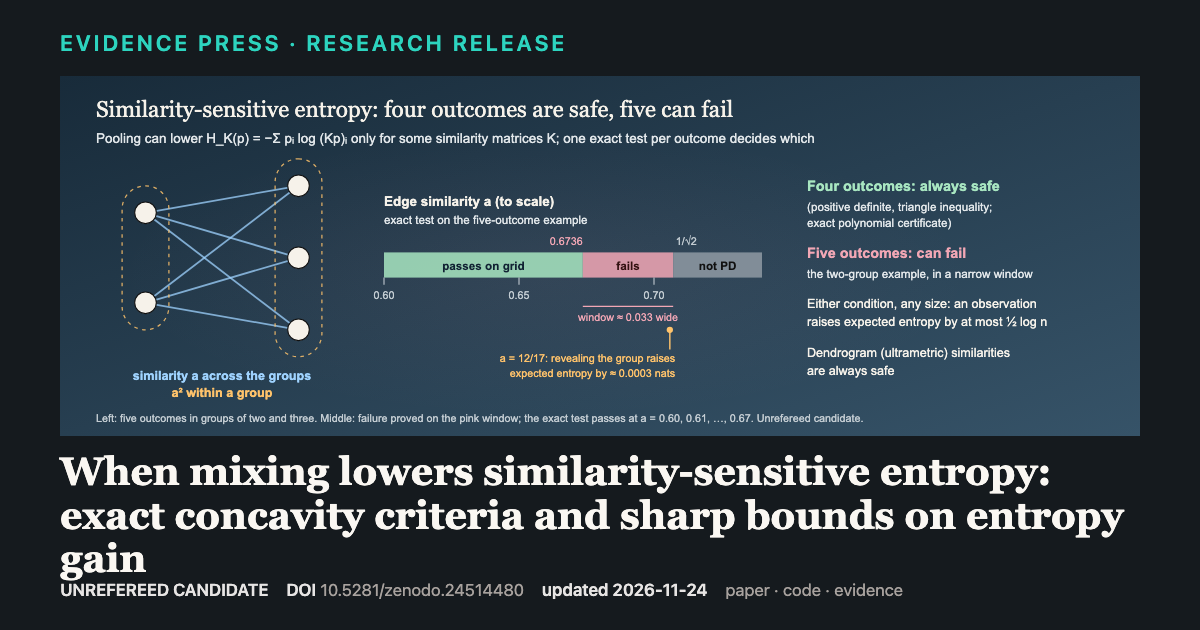 EVIDENCE PRESS · RESEARCH RELEASE
Similarity-sensitive entropy: four outcomes are safe, five can fail
Pooling can lower H_K(p) = −Σ pᵢ log (Kp)ᵢ only for some similarity matrices K; one exact test per outcome decides which
Edge similarity a (to scale)
exact test on the five-outcome example
0.6736 1/√2
passes on grid fails not PD
0.60 0.65 0.70
window ≈ 0.033 wide
a = 12/17: revealing the group raises
expected entropy by ≈ 0.0003 nats
similarity a across the groups
a² within a group
Four outcomes: always safe
(positive definite, triangle inequality;
exact polynomial certificate)
Five outcomes: can fail
the two-group example, in a narrow window
Either condition, any size: an observation
raises expected entropy by at most ½ log n
Dendrogram (ultrametric) similarities
are always safe
Left: five outcomes in groups of two and three. Middle: failure proved on the pink window; the exact test passes at a = 0.60, 0.61, …, 0.67. Unrefereed candidate.
When mixing lowers similarity-sensitive entropy:
exact concavity criteria and sharp bounds on entropy
gain
UNREFEREED CANDIDATE DOI 10.5281/zenodo.24514480 updated 2026-11-24 paper · code · evidence